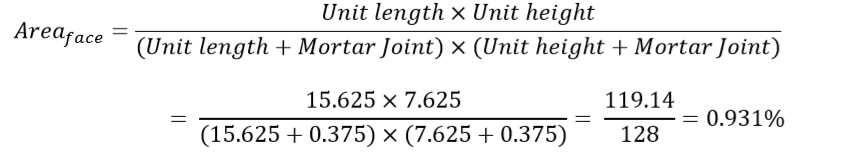 Area_face = (Unit length × Unit height) / ((Unit length + Mortar Joint) × (Unit height + Mortar Joint))
= (15.625 × 7.625) / ((15.625 + 0.375) × (7.625 + 0.375)) = 119.14 / 128 = 0.931%